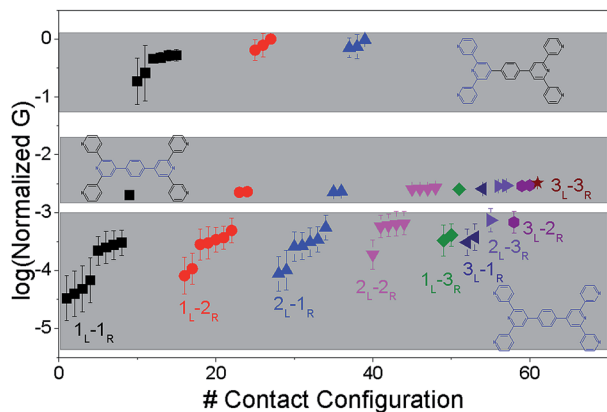 log(Normalized G)
0
-1
-2
-3
-4
-5
3L-3R
3L-2R
2L-3R
3L-1R
1L-3R
2L-2R
2L-1R
1L-2R
1L-1R
N N N N N N
N N N N N N
N N N N N N
0 20 40 60 80
# Contact Configuration